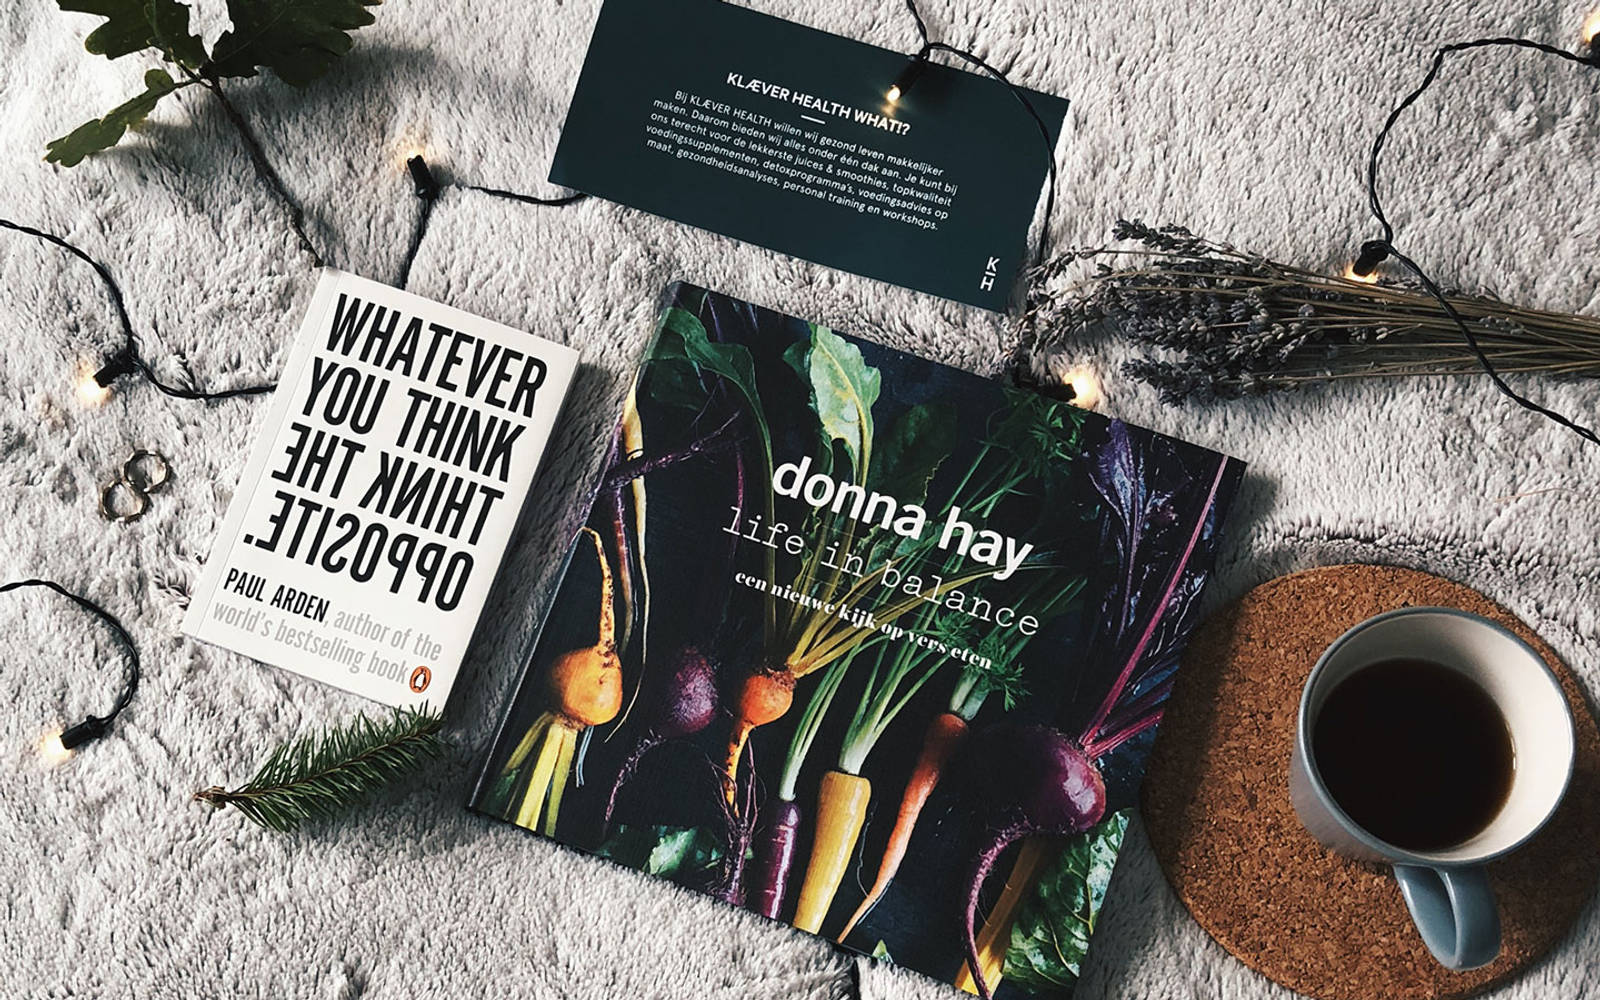 KLÆVER HEALTH WHAT!?
Bij KLÆVER HEALTH willen wij gezond leven makkelijker
maken. Daarom bieden wij alles onder één dak aan. Je kunt bij
ons terecht voor de lekkerste juices & smoothies, topkwaliteit
voedingssupplementen, detoxprogramma's, voedingsadvies op
maat, gezondheidsanalyses, personal training en workshops.
K
H
WHATEVER
YOU THINK
THINK THE
OPPOSITE.
PAUL ARDEN, author of the
world's bestselling book
donna hay
life in balance
een nieuwe kijk op vers eten